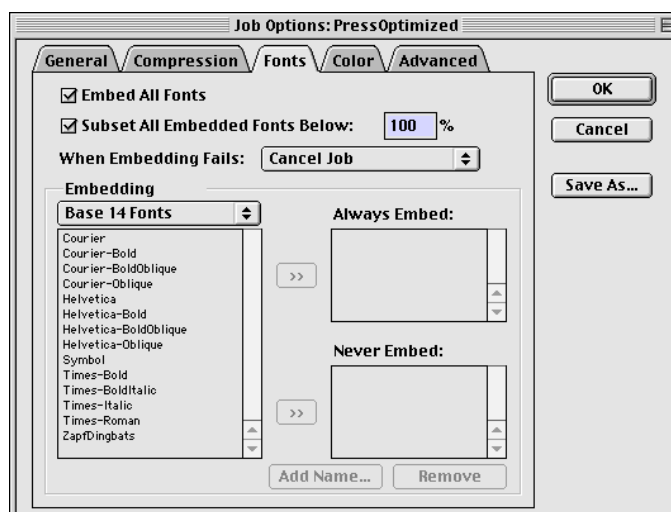 Job Options: PressOptimized
General Compression Fonts Color Advanced
Embed All Fonts
Subset All Embedded Fonts Below: 100 %
When Embedding Fails: Cancel Job
OK
Cancel
Save As...
Embedding
Base 14 Fonts
Courier
Courier-Bold
Courier-BoldOblique
Courier-Oblique
Helvetica
Helvetica-Bold
Helvetica-BoldOblique
Helvetica-Oblique
Symbol
Times-Bold
Times-BoldItalic
Times-Italic
Times-Roman
ZapfDingbats
>>
>>
Always Embed:
Never Embed:
Add Name... Remove